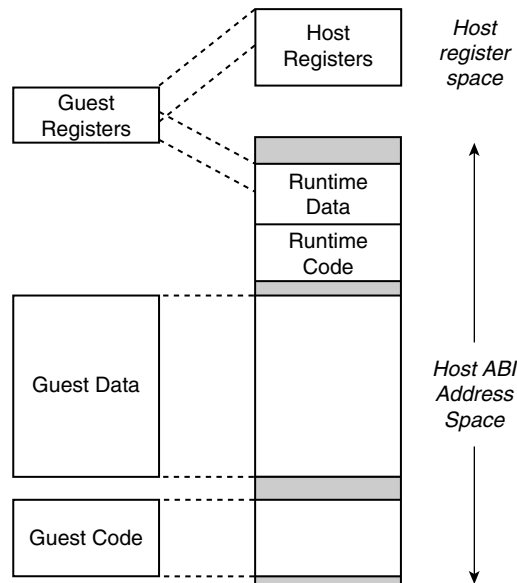 Host
Registers
Host
register
space
Guest
Registers
Runtime
Data
Runtime
Code
Guest Data
Host ABI
Address
Space
Guest Code